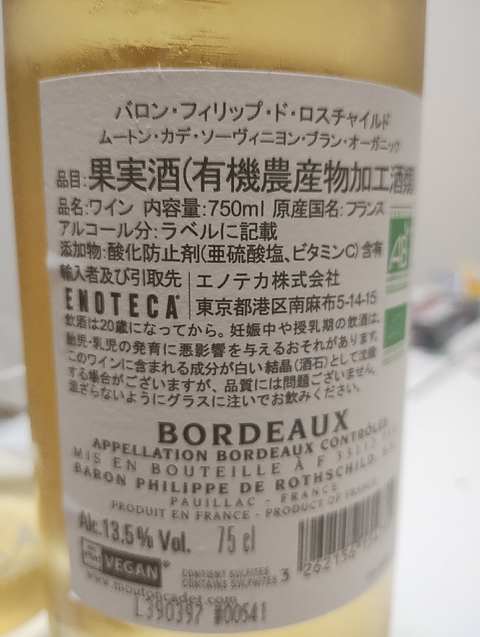 バロン・フィリップ・ド・ロスチャイルド
ムートン・カデ・ソーヴィニヨン・ブラン・オーガニック
品目:果実酒(有機農産物加工酒類
品名:ワイン 内容量:750ml 原産国名:フランス
アルコール分:ラベルに記載
添加物:酸化防止剤(亜硫酸塩、ビタミンC)含有
輸入者及び引取先 エノテカ株式会社
ENOTECA 東京都港区南麻布5-14-15
飲酒は20歳になってから。妊娠中や授乳期の飲酒は、
胎児・乳児の発育に悪影響を与えるおそれがあります。
このワインに含まれる成分が白い結晶(酒石)として沈殿
する場合がございますが、品質には問題ございません。
混ざらないようにグラスに注いでお飲みください。
AB
BORDEAUX
APPELLATION BORDEAUX CONTRÔLÉE
MIS EN BOUTEILLE À F 33112
BARON PHILIPPE DE ROTHSCHILD,
PAUILLAC - FRANCE
PRODUIT EN FRANCE - PRODUCT OF FRANCE
Alc.13.5% Vol. 75 cl
VEGAN
CONTIENT SULFITES
CONTAINS SULPHITES
3
www.moutoncadet.com
L390397 #00541